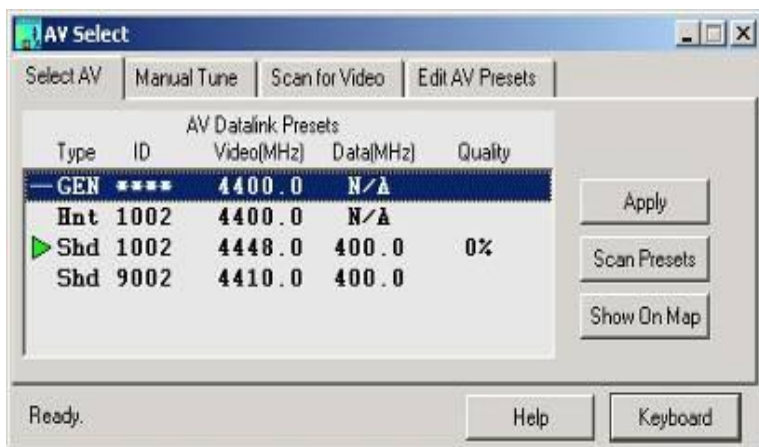 AV Select
Select AV Manual Tune Scan for Video Edit AV Presets
AV Datalink Presets
Type ID Video(MHz) Data(MHz) Quality
GEN **** 4400.0 N/A
Hnt 1002 4400.0 N/A
Shd 1002 4448.0 400.0 0%
Shd 9002 4410.0 400.0
Apply
Scan Presets
Show On Map
Ready. Help Keyboard